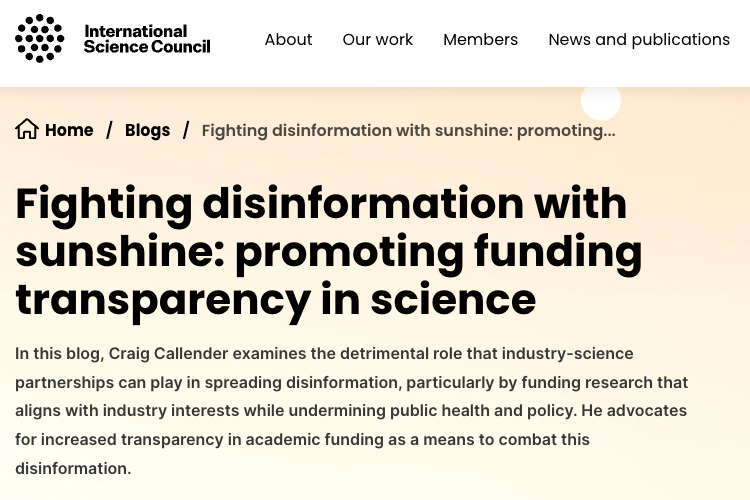 International
Science Council
About Our work Members News and publications
Home / Blogs / Fighting disinformation with sunshine: promoting...
Fighting disinformation with
sunshine: promoting funding
transparency in science
In this blog, Craig Callender examines the detrimental role that industry-science
partnerships can play in spreading disinformation, particularly by funding research that
aligns with industry interests while undermining public health and policy. He advocates
for increased transparency in academic funding as a means to combat this
disinformation.